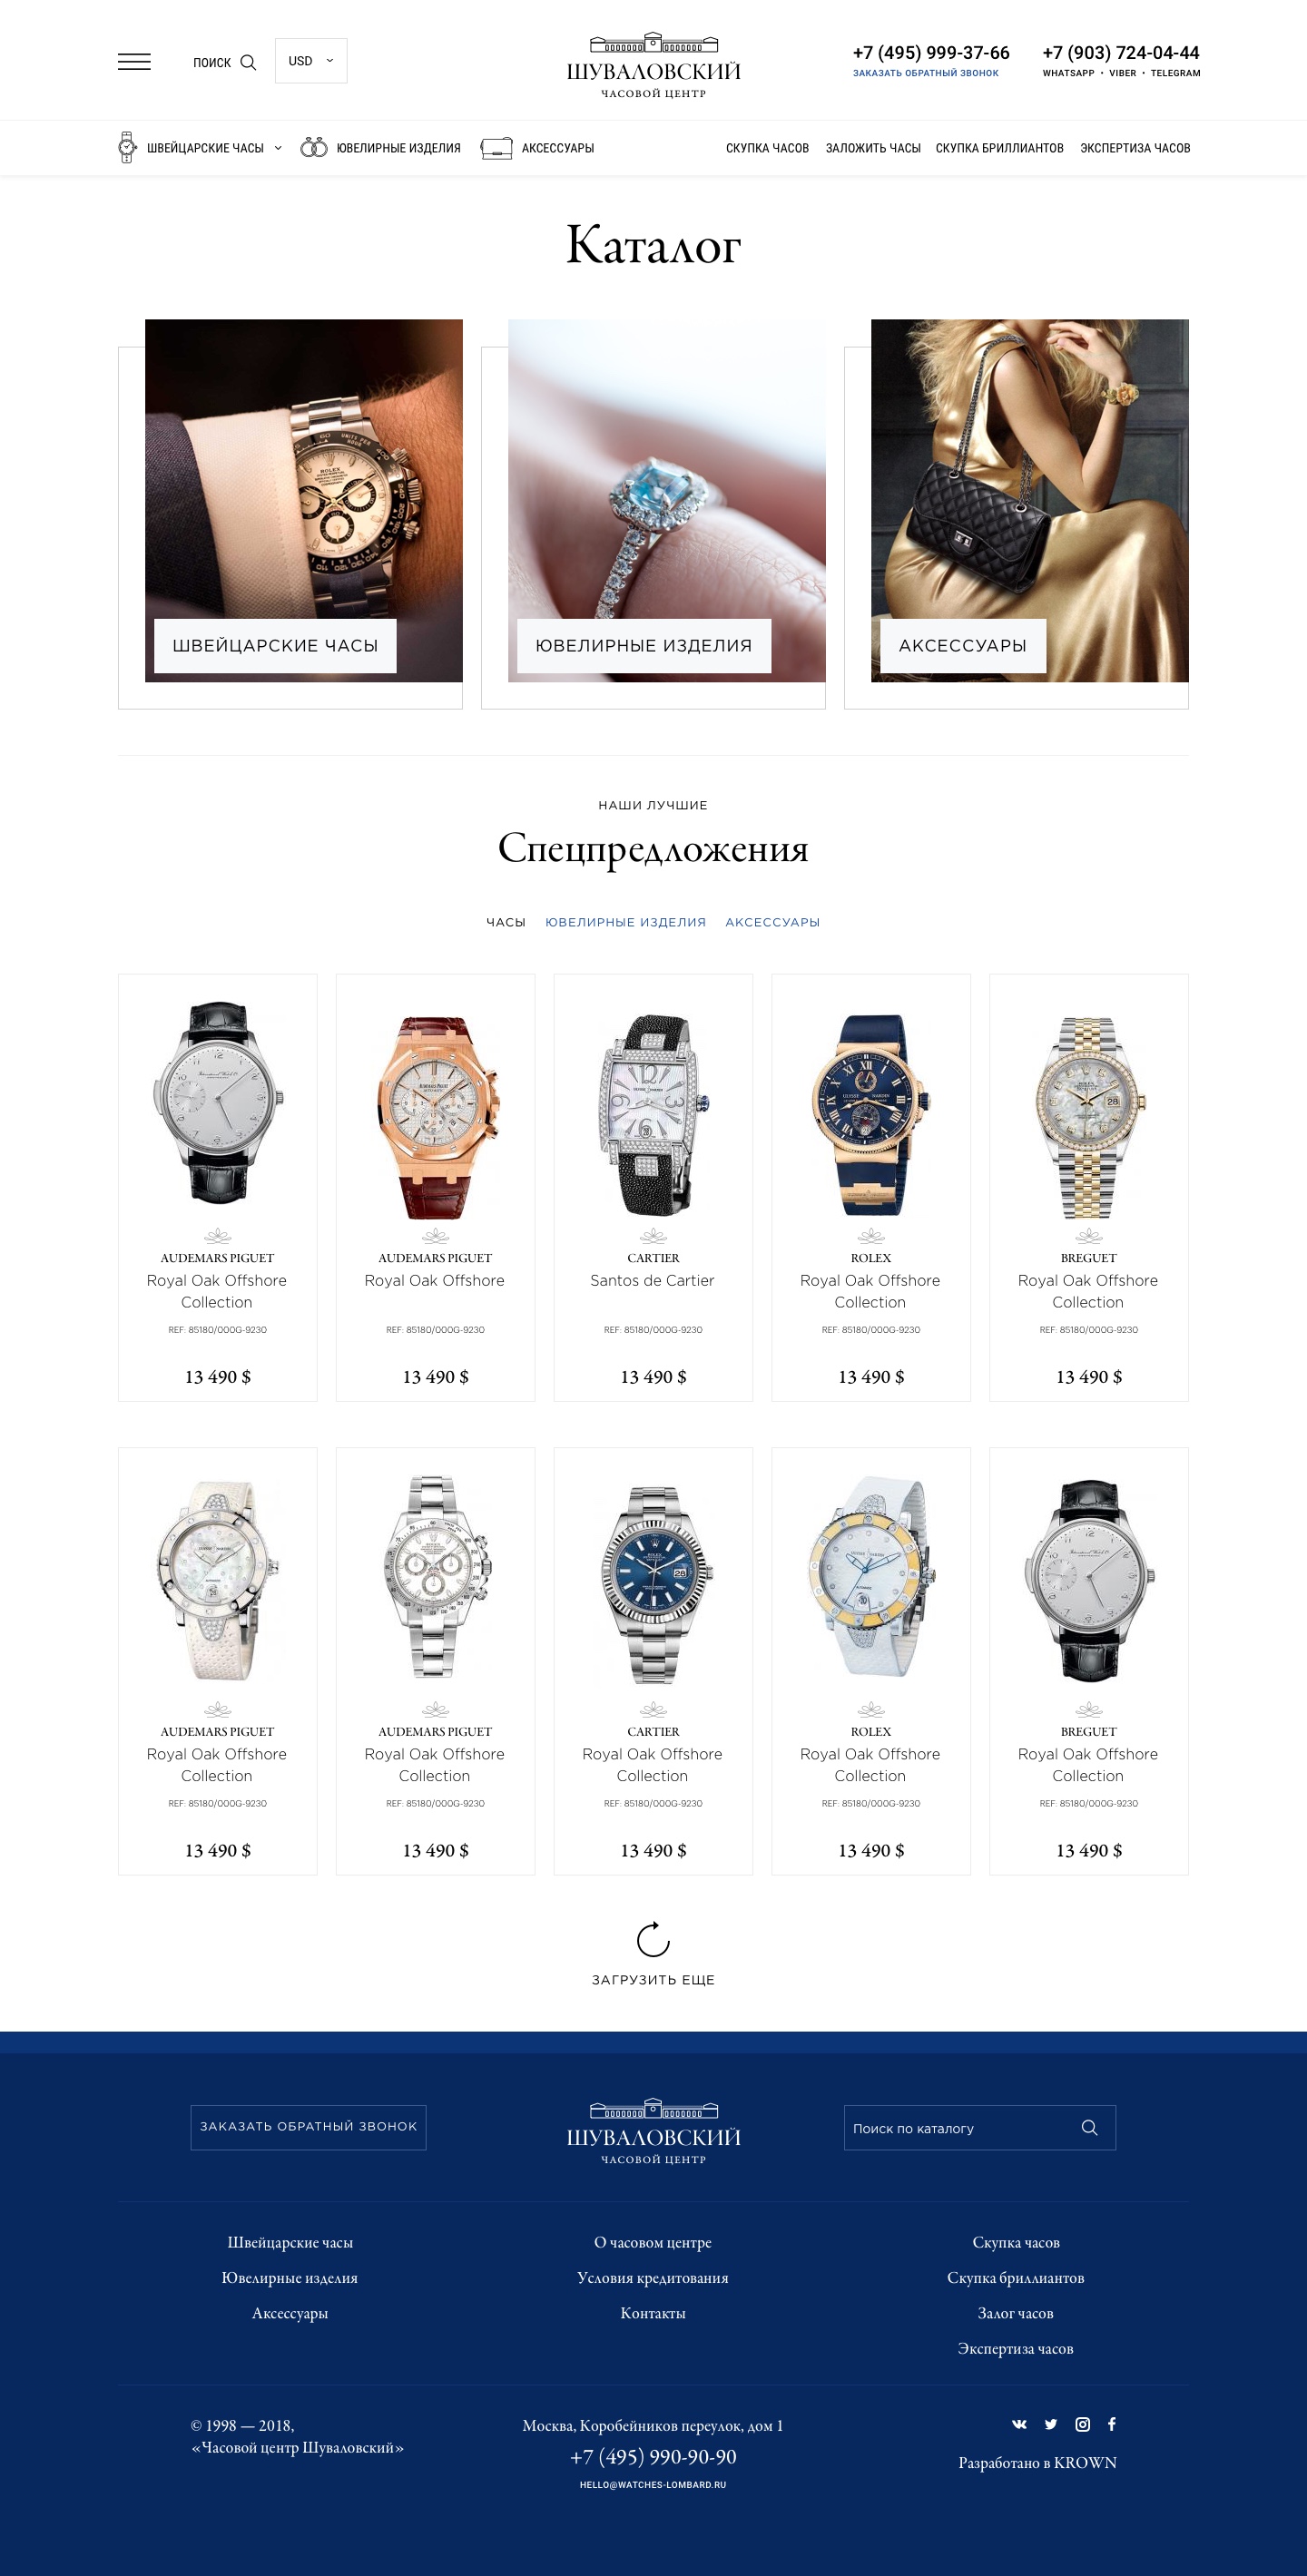 ПОИСК
USD
ШУВАЛОВСКИЙ
ЧАСОВОЙ ЦЕНТР
+7 (495) 999-37-66
ЗАКАЗАТЬ ОБРАТНЫЙ ЗВОНОК
+7 (903) 724-04-44
WHATSAPP • VIBER • TELEGRAM
ШВЕЙЦАРСКИЕ ЧАСЫ
ЮВЕЛИРНЫЕ ИЗДЕЛИЯ
АКСЕССУАРЫ
СКУПКА ЧАСОВ
ЗАЛОЖИТЬ ЧАСЫ
СКУПКА БРИЛЛИАНТОВ
ЭКСПЕРТИЗА ЧАСОВ
Каталог
ROLEX
ШВЕЙЦАРСКИЕ ЧАСЫ
ЮВЕЛИРНЫЕ ИЗДЕЛИЯ
АКСЕССУАРЫ
НАШИ ЛУЧШИЕ
Спецпредложения
ЧАСЫ
ЮВЕЛИРНЫЕ ИЗДЕЛИЯ
АКСЕССУАРЫ
AUDEMARS PIGUET
Royal Oak Offshore
Collection
REF: 85180/000G-9230
13 490 $
AUDEMARS PIGUET
Royal Oak Offshore
REF: 85180/000G-9230
13 490 $
CARTIER
Santos de Cartier
REF: 85180/000G-9230
13 490 $
ROLEX
Royal Oak Offshore
Collection
REF: 85180/000G-9230
13 490 $
BREGUET
Royal Oak Offshore
Collection
REF: 85180/000G-9230
13 490 $
AUDEMARS PIGUET
Royal Oak Offshore
Collection
REF: 85180/000G-9230
13 490 $
AUDEMARS PIGUET
Royal Oak Offshore
Collection
REF: 85180/000G-9230
13 490 $
CARTIER
Royal Oak Offshore
Collection
REF: 85180/000G-9230
13 490 $
ROLEX
Royal Oak Offshore
Collection
REF: 85180/000G-9230
13 490 $
BREGUET
Royal Oak Offshore
Collection
REF: 85180/000G-9230
13 490 $
ЗАГРУЗИТЬ ЕЩЕ
ЗАКАЗАТЬ ОБРАТНЫЙ ЗВОНОК
ШУВАЛОВСКИЙ
ЧАСОВОЙ ЦЕНТР
Поиск по каталогу
Швейцарские часы
Ювелирные изделия
Аксессуары
О часовом центре
Условия кредитования
Контакты
Скупка часов
Скупка бриллиантов
Залог часов
Экспертиза часов
© 1998 — 2018,
«Часовой центр Шуваловский»
Москва, Коробейников переулок, дом 1
+7 (495) 990-90-90
HELLO@WATCHES-LOMBARD.RU
Разработано в KROWN